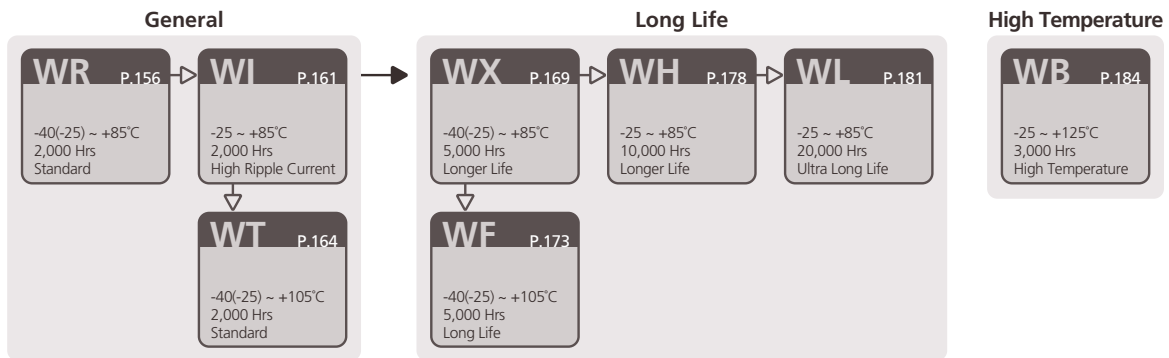 General
WR P.156
-40(-25) ~ +85˚C
2,000 Hrs
Standard
WI P.161
-25 ~ +85˚C
2,000 Hrs
High Ripple Current
WT P.164
-40(-25) ~ +105˚C
2,000 Hrs
Standard
Long Life
WX P.169
-40(-25) ~ +85˚C
5,000 Hrs
Longer Life
WH P.178
-25 ~ +85˚C
10,000 Hrs
Longer Life
WL P.181
-25 ~ +85˚C
20,000 Hrs
Ultra Long Life
WF P.173
-40(-25) ~ +105˚C
5,000 Hrs
Long Life
High Temperature
WB P.184
-25 ~ +125˚C
3,000 Hrs
High Temperature